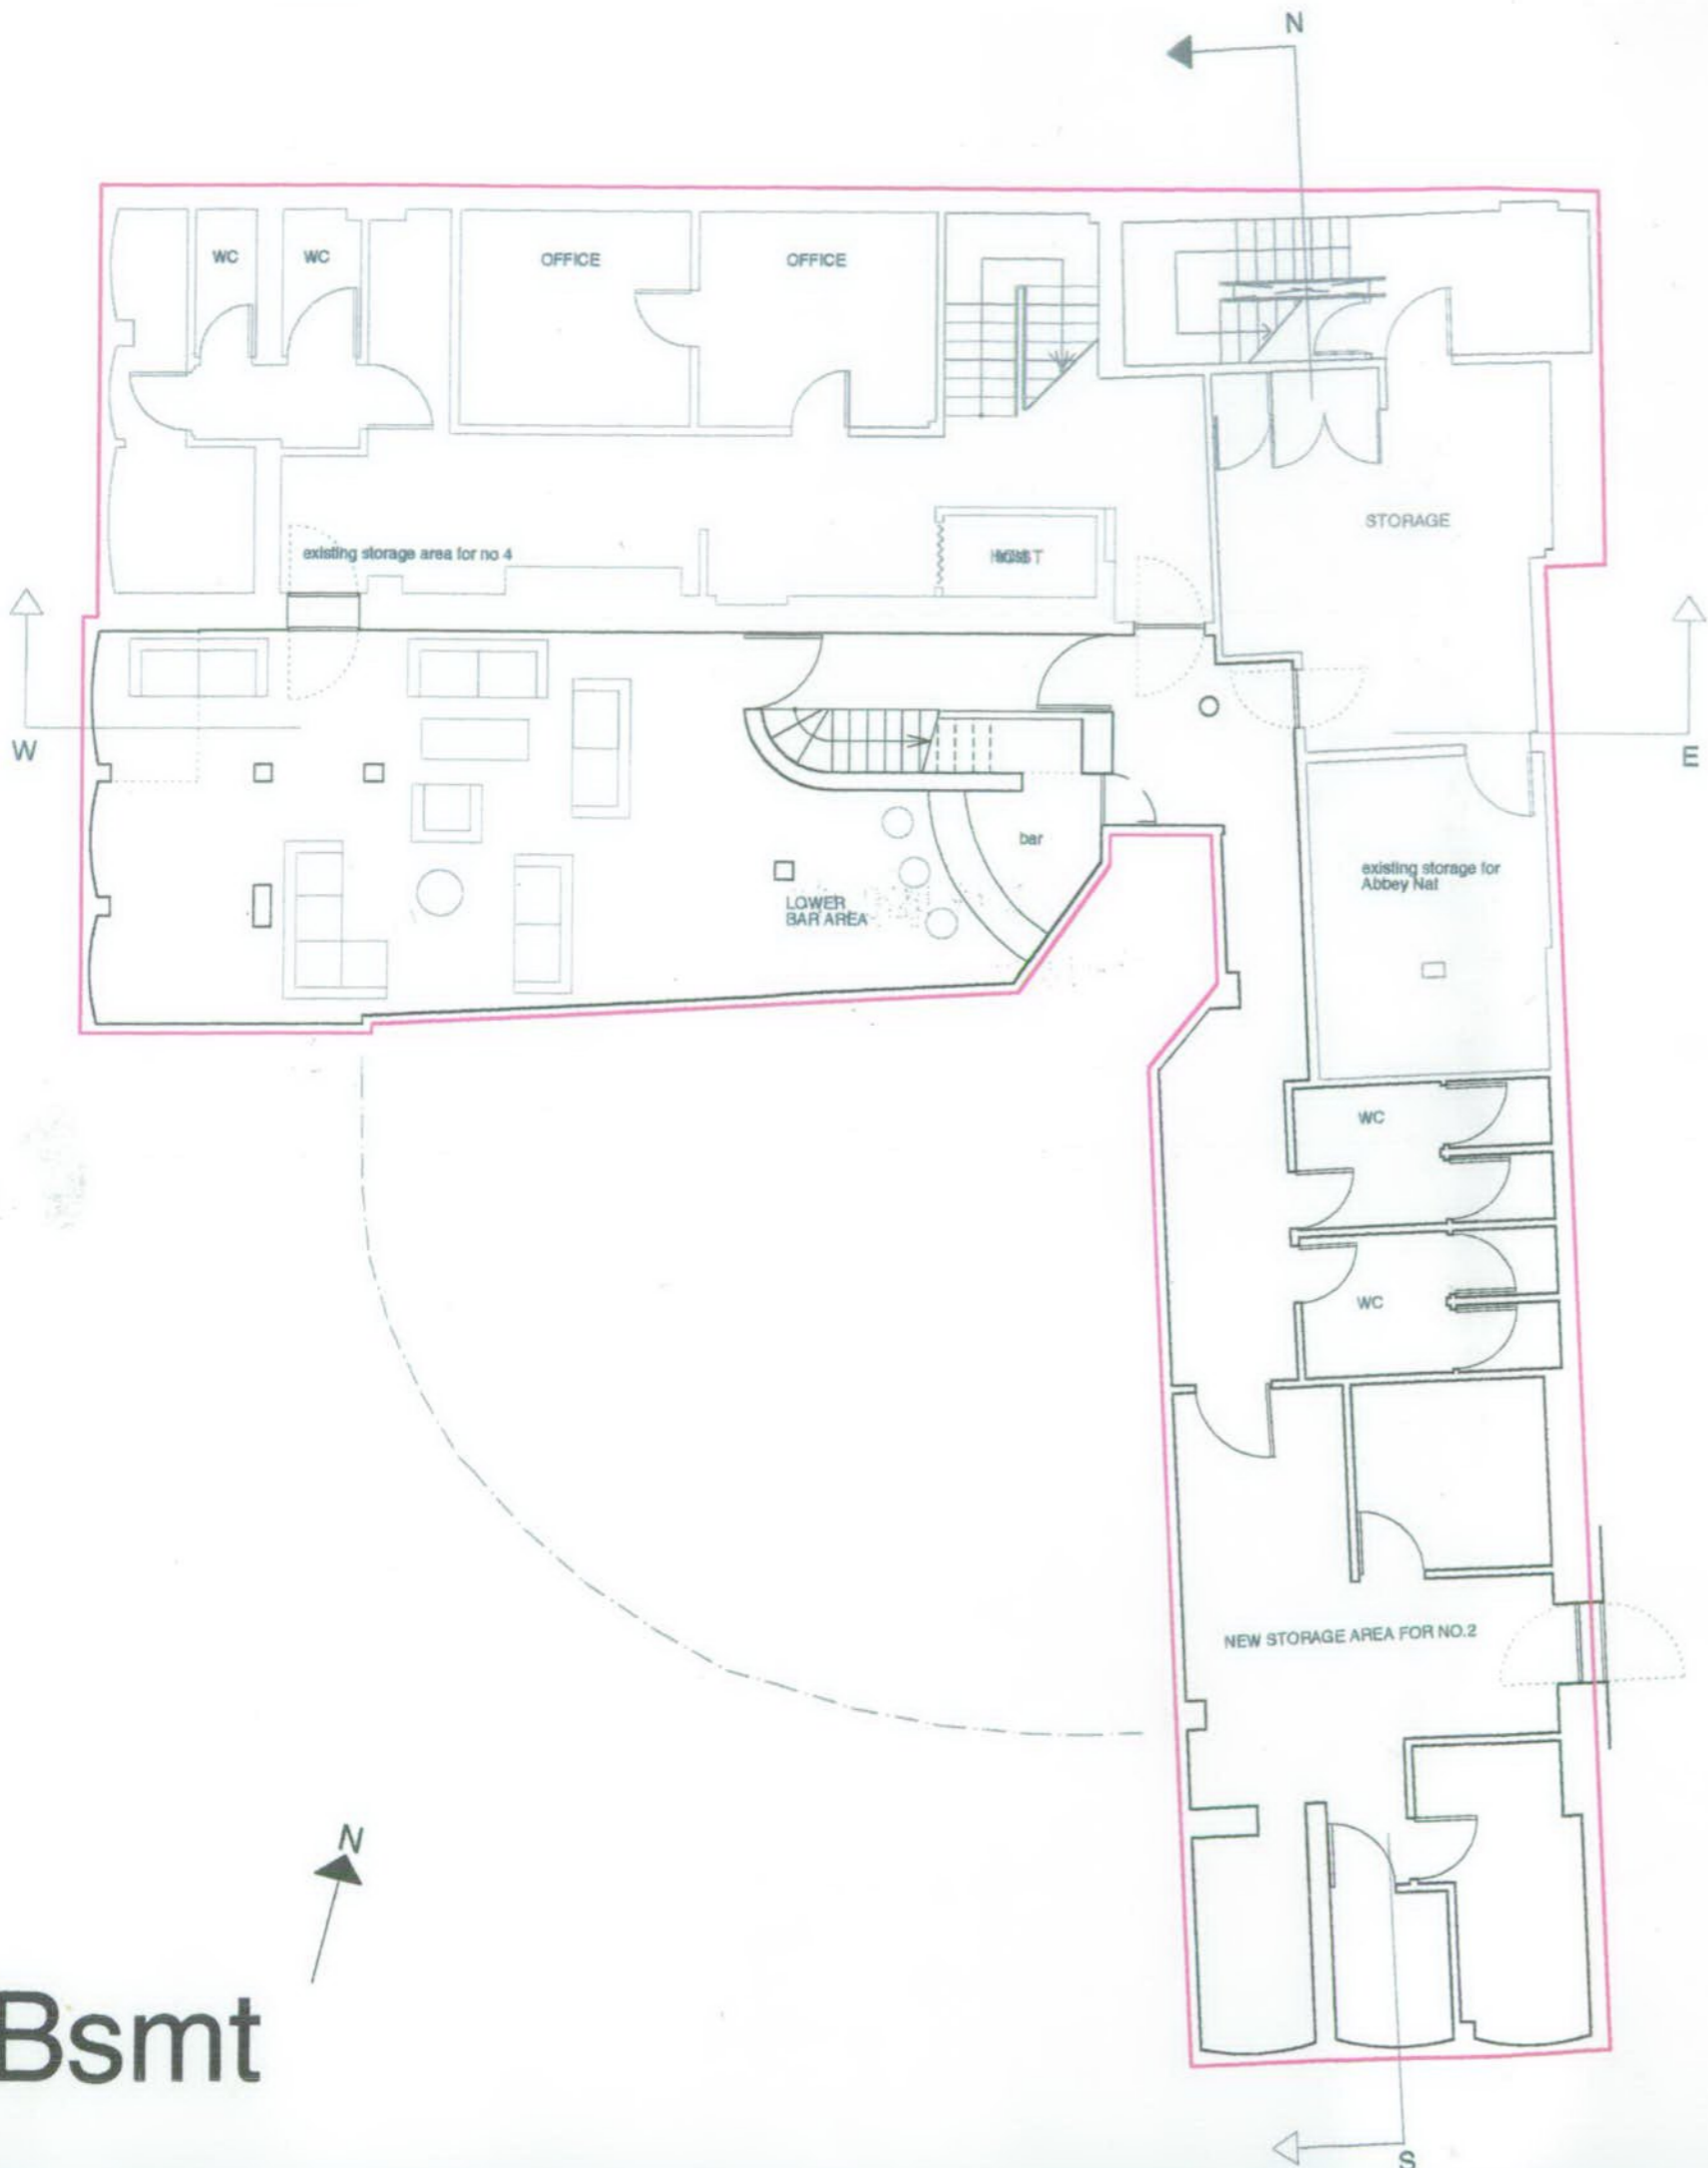 N
WC
WC
OFFICE
OFFICE
STORAGE
existing storage area for no 4
W
E
bar
existing storage for
Abbey Nat
LOWER
BAR AREA
WC
WC
NEW STORAGE AREA FOR NO.2
N
Bsmt
S